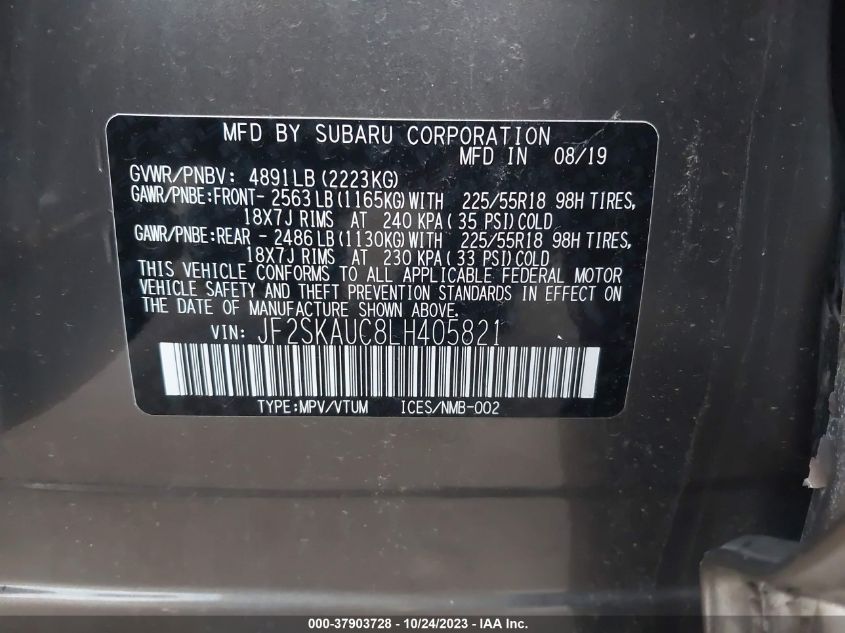 MFD BY SUBARU CORPORATION
MFD IN 08/19
GVWR/PNBV: 4891LB (2223KG)
GAWR/PNBE:FRONT- 2563 LB (1165KG) WITH 225/55R18 98H TIRES,
18X7J RIMS AT 240 KPA ( 35 PSI) COLD
GAWR/PNBE:REAR - 2486 LB (1130KG) WITH 225/55R18 98H TIRES,
18X7J RIMS AT 230 KPA ( 33 PSI) COLD
THIS VEHICLE CONFORMS TO ALL APPLICABLE FEDERAL MOTOR
VEHICLE SAFETY AND THEFT PREVENTION STANDARDS IN EFFECT ON
THE DATE OF MANUFACTURE SHOWN ABOVE.
VIN: JF2SKAUC8LH405821
TYPE:MPV/VTUM ICES/NMB-002
000-37903728 - 10/24/2023 - IAA Inc.